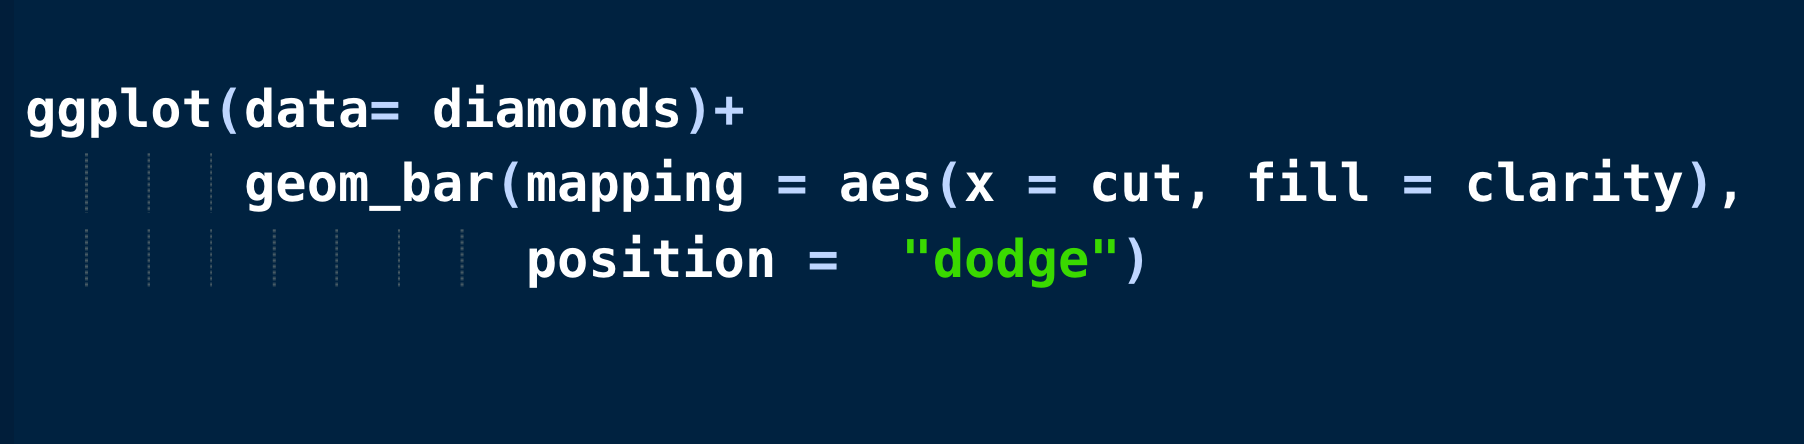 ggplot(data= diamonds)+
geom_bar(mapping = aes(x = cut, fill = clarity),
position =  "dodge")